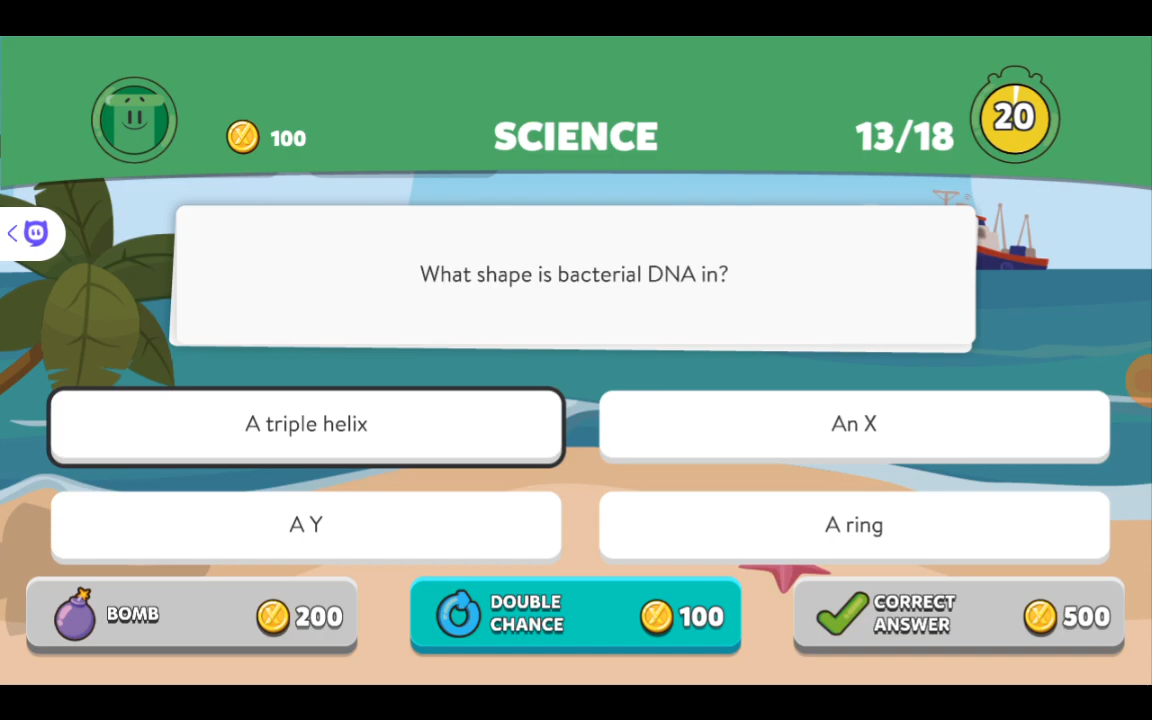 100
SCIENCE
13/18
20
What shape is bacterial DNA in?
A triple helix
An X
A Y
A ring
BOMB
200
DOUBLE
CHANCE
100
CORRECT
ANSWER
500